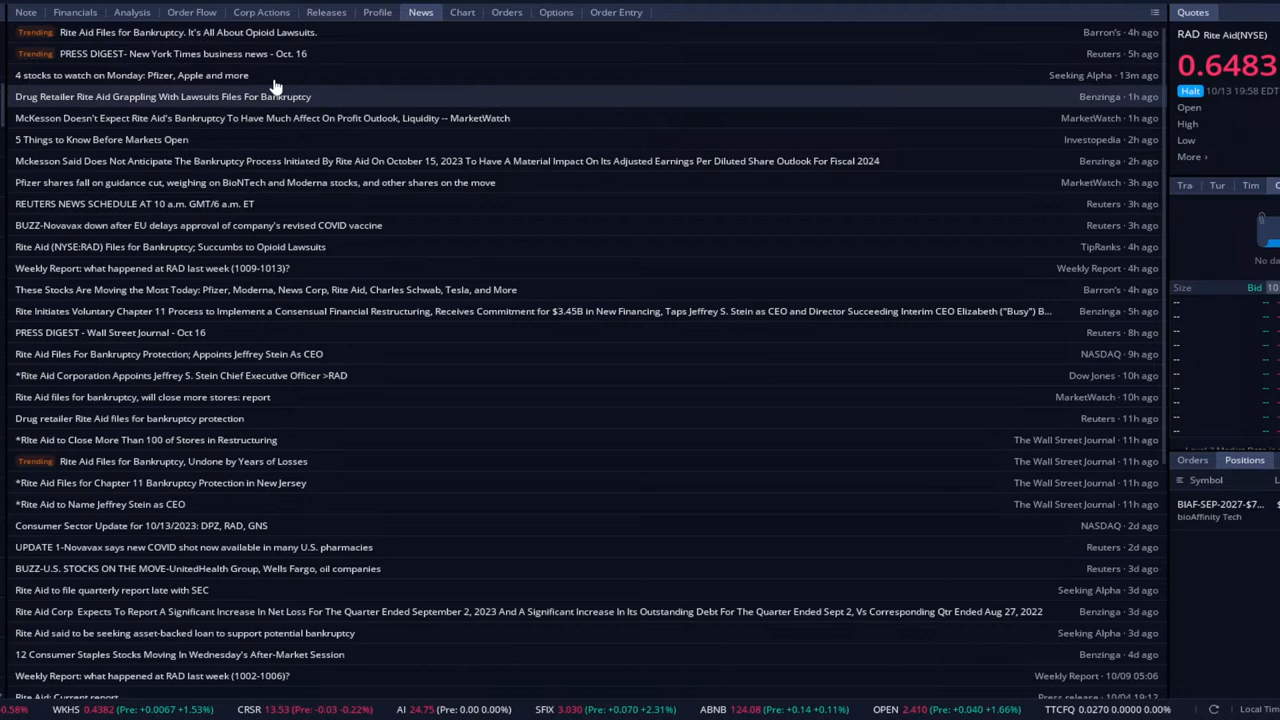 Note Financials Analysis Order Flow Corp Actions Releases Profile News Chart Orders Options Order Entry
Trending Rite Aid Files for Bankruptcy. It's All About Opioid Lawsuits. Barron's · 4h ago
Trending PRESS DIGEST- New York Times business news - Oct. 16 Reuters · 5h ago
4 stocks to watch on Monday: Pfizer, Apple and more Seeking Alpha · 13m ago
Drug Retailer Rite Aid Grappling With Lawsuits Files For Bankruptcy Benzinga · 1h ago
McKesson Doesn't Expect Rite Aid's Bankruptcy To Have Much Affect On Profit Outlook, Liquidity -- MarketWatch MarketWatch · 1h ago
5 Things to Know Before Markets Open Investopedia · 2h ago
Mckesson Said Does Not Anticipate The Bankruptcy Process Initiated By Rite Aid On October 15, 2023 To Have A Material Impact On Its Adjusted Earnings Per Diluted Share Outlook For Fiscal 2024 Benzinga · 2h ago
Pfizer shares fall on guidance cut, weighing on BioNTech and Moderna stocks, and other shares on the move MarketWatch · 3h ago
REUTERS NEWS SCHEDULE AT 10 a.m. GMT/6 a.m. ET Reuters · 3h ago
BUZZ-Novavax down after EU delays approval of company's revised COVID vaccine Reuters · 3h ago
Rite Aid (NYSE:RAD) Files for Bankruptcy; Succumbs to Opioid Lawsuits TipRanks · 4h ago
Weekly Report: what happened at RAD last week (1009-1013)? Weekly Report · 4h ago
These Stocks Are Moving the Most Today: Pfizer, Moderna, News Corp, Rite Aid, Charles Schwab, Tesla, and More Barron's · 4h ago
Rite Initiates Voluntary Chapter 11 Process to Implement a Consensual Financial Restructuring, Receives Commitment for $3.45B in New Financing, Taps Jeffrey S. Stein as CEO and Director Succeeding Interim CEO Elizabeth ("Busy") B... Benzinga · 5h ago
PRESS DIGEST - Wall Street Journal - Oct 16 Reuters · 8h ago
Rite Aid Files For Bankruptcy Protection; Appoints Jeffrey Stein As CEO NASDAQ · 9h ago
*Rite Aid Corporation Appoints Jeffrey S. Stein Chief Executive Officer >RAD Dow Jones · 10h ago
Rite Aid files for bankruptcy, will close more stores: report MarketWatch · 10h ago
Drug retailer Rite Aid files for bankruptcy protection Reuters · 11h ago
*RIte Aid to Close More Than 100 of Stores in Restructuring The Wall Street Journal · 11h ago
Trending Rite Aid Files for Bankruptcy, Undone by Years of Losses The Wall Street Journal · 11h ago
*Rite Aid Files for Chapter 11 Bankruptcy Protection in New Jersey The Wall Street Journal · 11h ago
*Rite Aid to Name Jeffrey Stein as CEO The Wall Street Journal · 11h ago
Consumer Sector Update for 10/13/2023: DPZ, RAD, GNS NASDAQ · 2d ago
UPDATE 1-Novavax says new COVID shot now available in many U.S. pharmacies Reuters · 2d ago
BUZZ-U.S. STOCKS ON THE MOVE-UnitedHealth Group, Wells Fargo, oil companies Reuters · 3d ago
Rite Aid to file quarterly report late with SEC Seeking Alpha · 3d ago
Rite Aid Corp Expects To Report A Significant Increase In Net Loss For The Quarter Ended September 2, 2023 And A Significant Increase In Its Outstanding Debt For The Quarter Ended Sept 2, Vs Corresponding Qtr Ended Aug 27, 2022 Benzinga · 3d ago
Rite Aid said to be seeking asset-backed loan to support potential bankruptcy Seeking Alpha · 3d ago
12 Consumer Staples Stocks Moving In Wednesday's After-Market Session Benzinga · 4d ago
Weekly Report: what happened at RAD last week (1002-1006)? Weekly Report · 10/09 05:06
Rite Aid: Current report Press release · 10/04 19:12
Quotes
RAD Rite Aid(NYSE)
0.6483
Halt 10/13 19:58 EDT
Open
High
Low
More ›
Tra Tur Tim
No da
Size Bid 10
-- --
-- --
-- --
-- --
-- --
-- --
-- --
-- --
-- --
-- --
Orders Positions
Symbol
BIAF-SEP-2027-$7...
bioAffinity Tech
-0.58% WKHS 0.4382 (Pre: +0.0067 +1.53%) CRSR 13.53 (Pre: -0.03 -0.22%) AI 24.75 (Pre: 0.00 0.00%) SFIX 3.030 (Pre: +0.070 +2.31%) ABNB 124.08 (Pre: +0.14 +0.11%) OPEN 2.410 (Pre: +0.040 +1.66%) TTCFQ 0.0270 0.0000 0.0 Local Tim